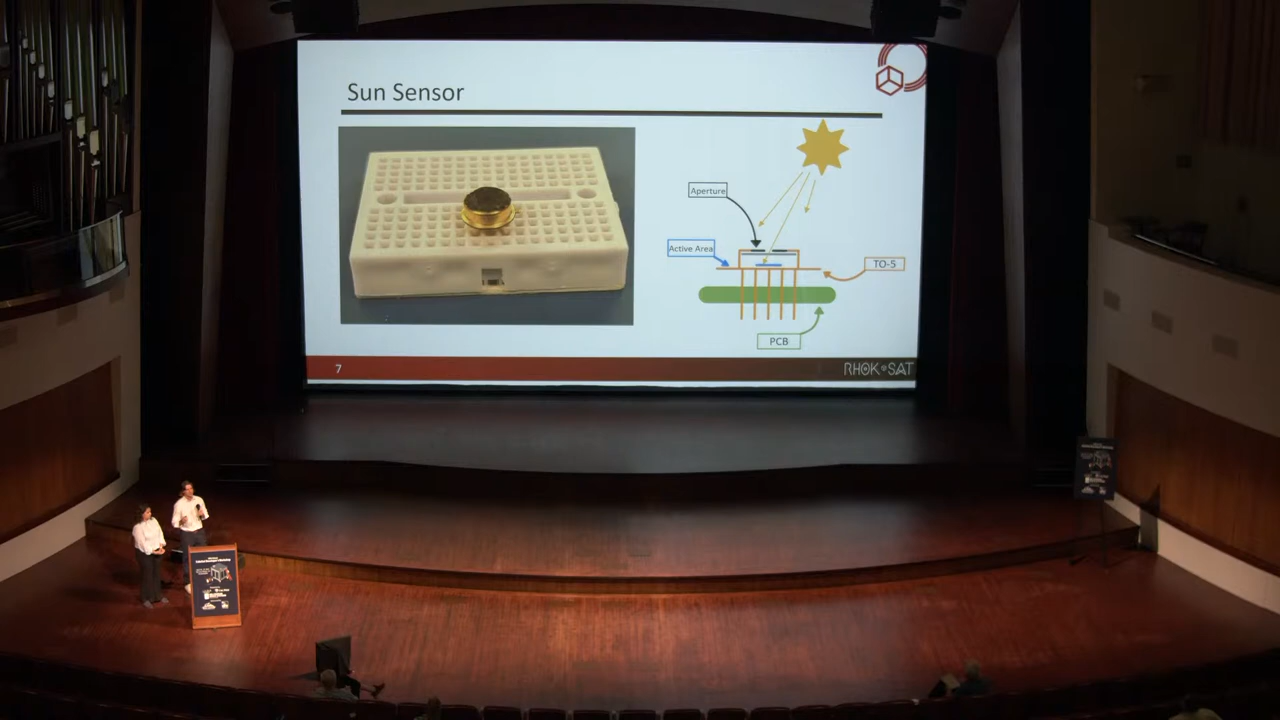 Sun Sensor
Aperture
Active Area
TO-5
PCB
7
RHOK SAT